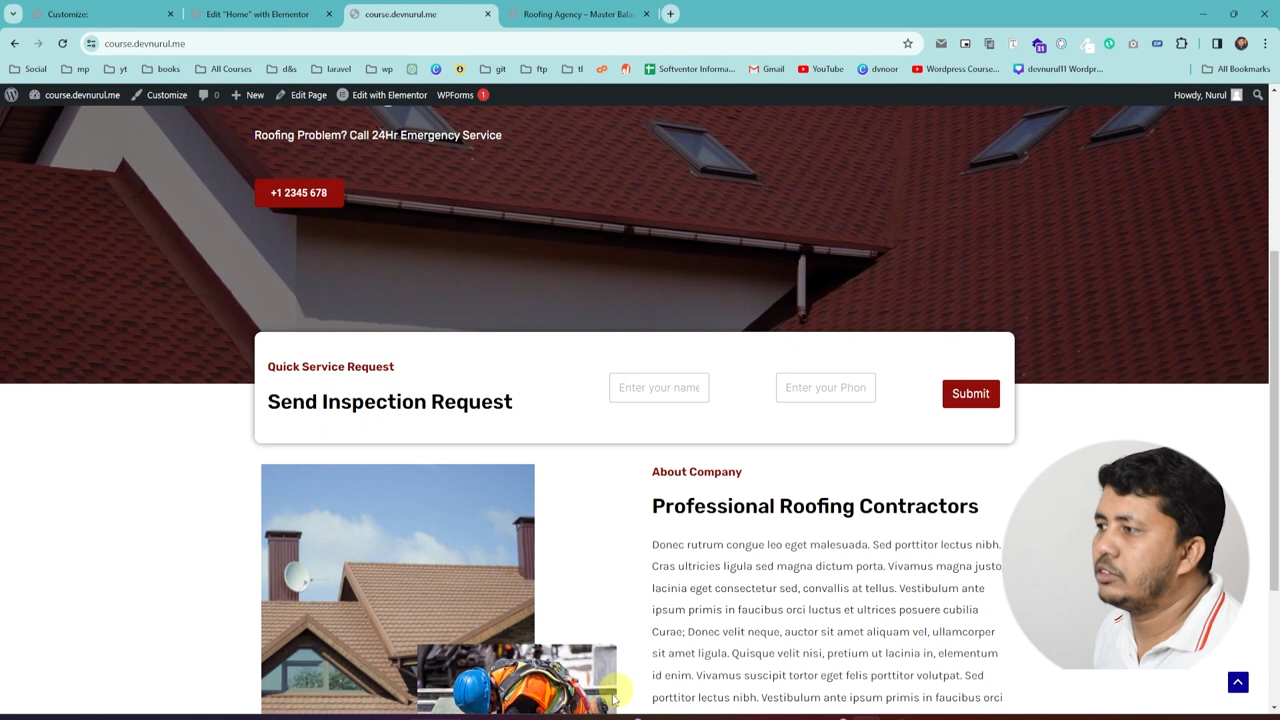 Customize:
Edit "Home" with Elementor
course.devnurul.me
Roofing Agency – Master Bala
course.devnurul.me
Social
mp
yt
books
All Courses
d&s
laravel
wp
git
ftp
tl
Softventor Informa...
Gmail
YouTube
dvnoor
Wordpress Course...
devnurul11 Wordpr...
All Bookmarks
course.devnurul.me
Customize
0
New
Edit Page
Edit with Elementor
WPForms 1
Howdy, Nurul
Roofing Problem? Call 24Hr Emergency Service
+1 2345 678
Quick Service Request
Send Inspection Request
Enter your name
Enter your Phon
Submit
About Company
Professional Roofing Contractors
Donec rutrum congue leo eget malesuada. Sed porttitor lectus nibh.
Cras ultricies ligula sed magna dictum porta. Vivamus magna justo
lacinia eget consectetur sed, convallis at tellus. Vestibulum ante
ipsum primis in faucibus orci luctus et ultrices posuere cubilia
Curae; Donec velit neque, auctor sit amet aliquam vel, ullamcorper
sit amet ligula. Quisque velit nisi, pretium ut lacinia in, elementum
id enim. Vivamus suscipit tortor eget felis porttitor volutpat. Sed
porttitor lectus nibh. Vestibulum ante ipsum primis in faucibus orci